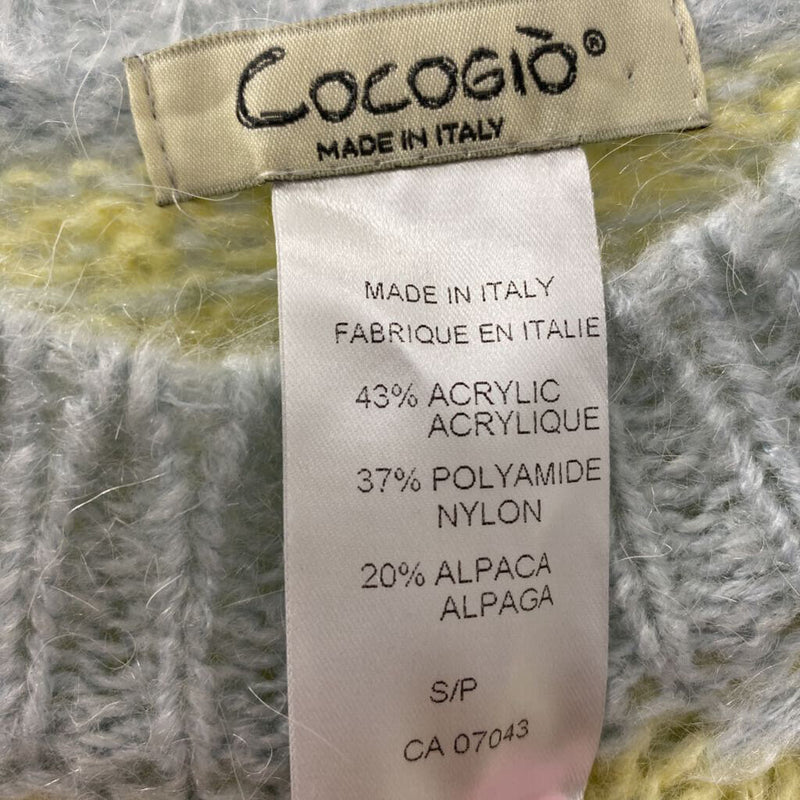 COCOGIÒ®
MADE IN ITALY
MADE IN ITALY
FABRIQUE EN ITALIE
43% ACRYLIC
ACRYLIQUE
37% POLYAMIDE
NYLON
20% ALPACA
ALPAGA
S/P
CA 07043